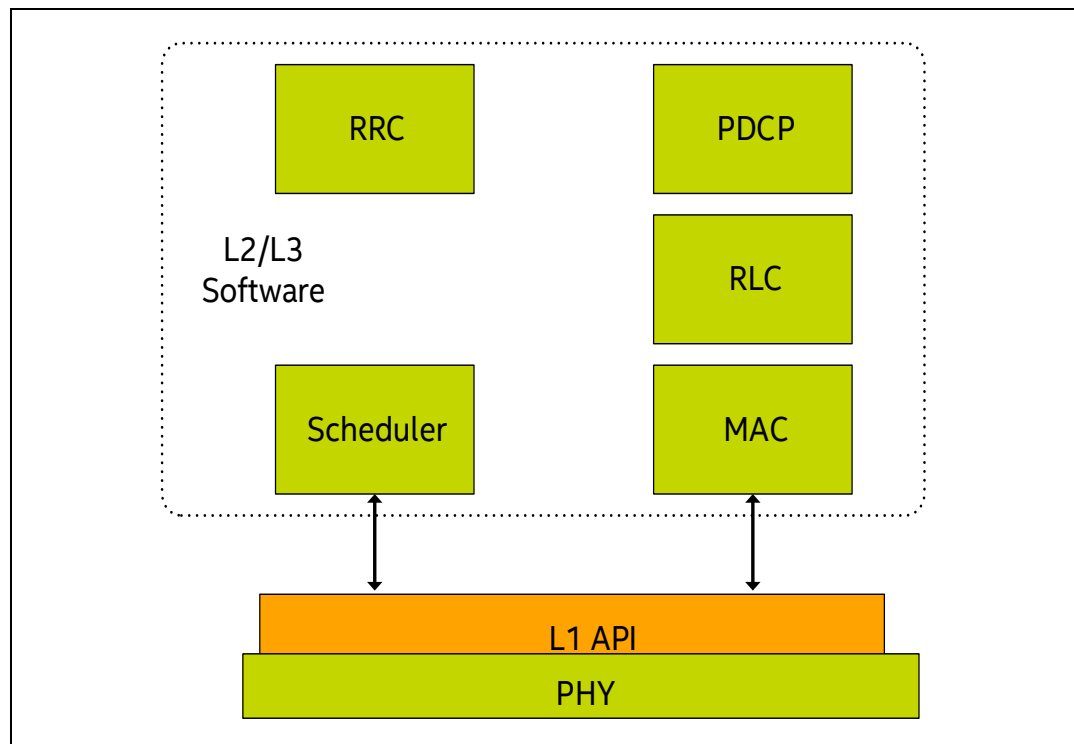 RRC
PDCP
L2/L3
Software
RLC
Scheduler
MAC
L1 API
PHY